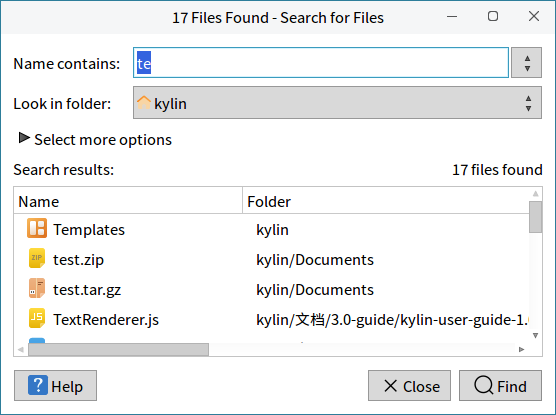 17 Files Found - Search for Files
Name contains: te
Look in folder: kylin
Select more options
Search results: 17 files found
Name Folder
Templates kylin
test.zip kylin/Documents
test.tar.gz kylin/Documents
TextRenderer.js kylin/文档/3.0-guide/kylin-user-guide-1.
Help Close Find